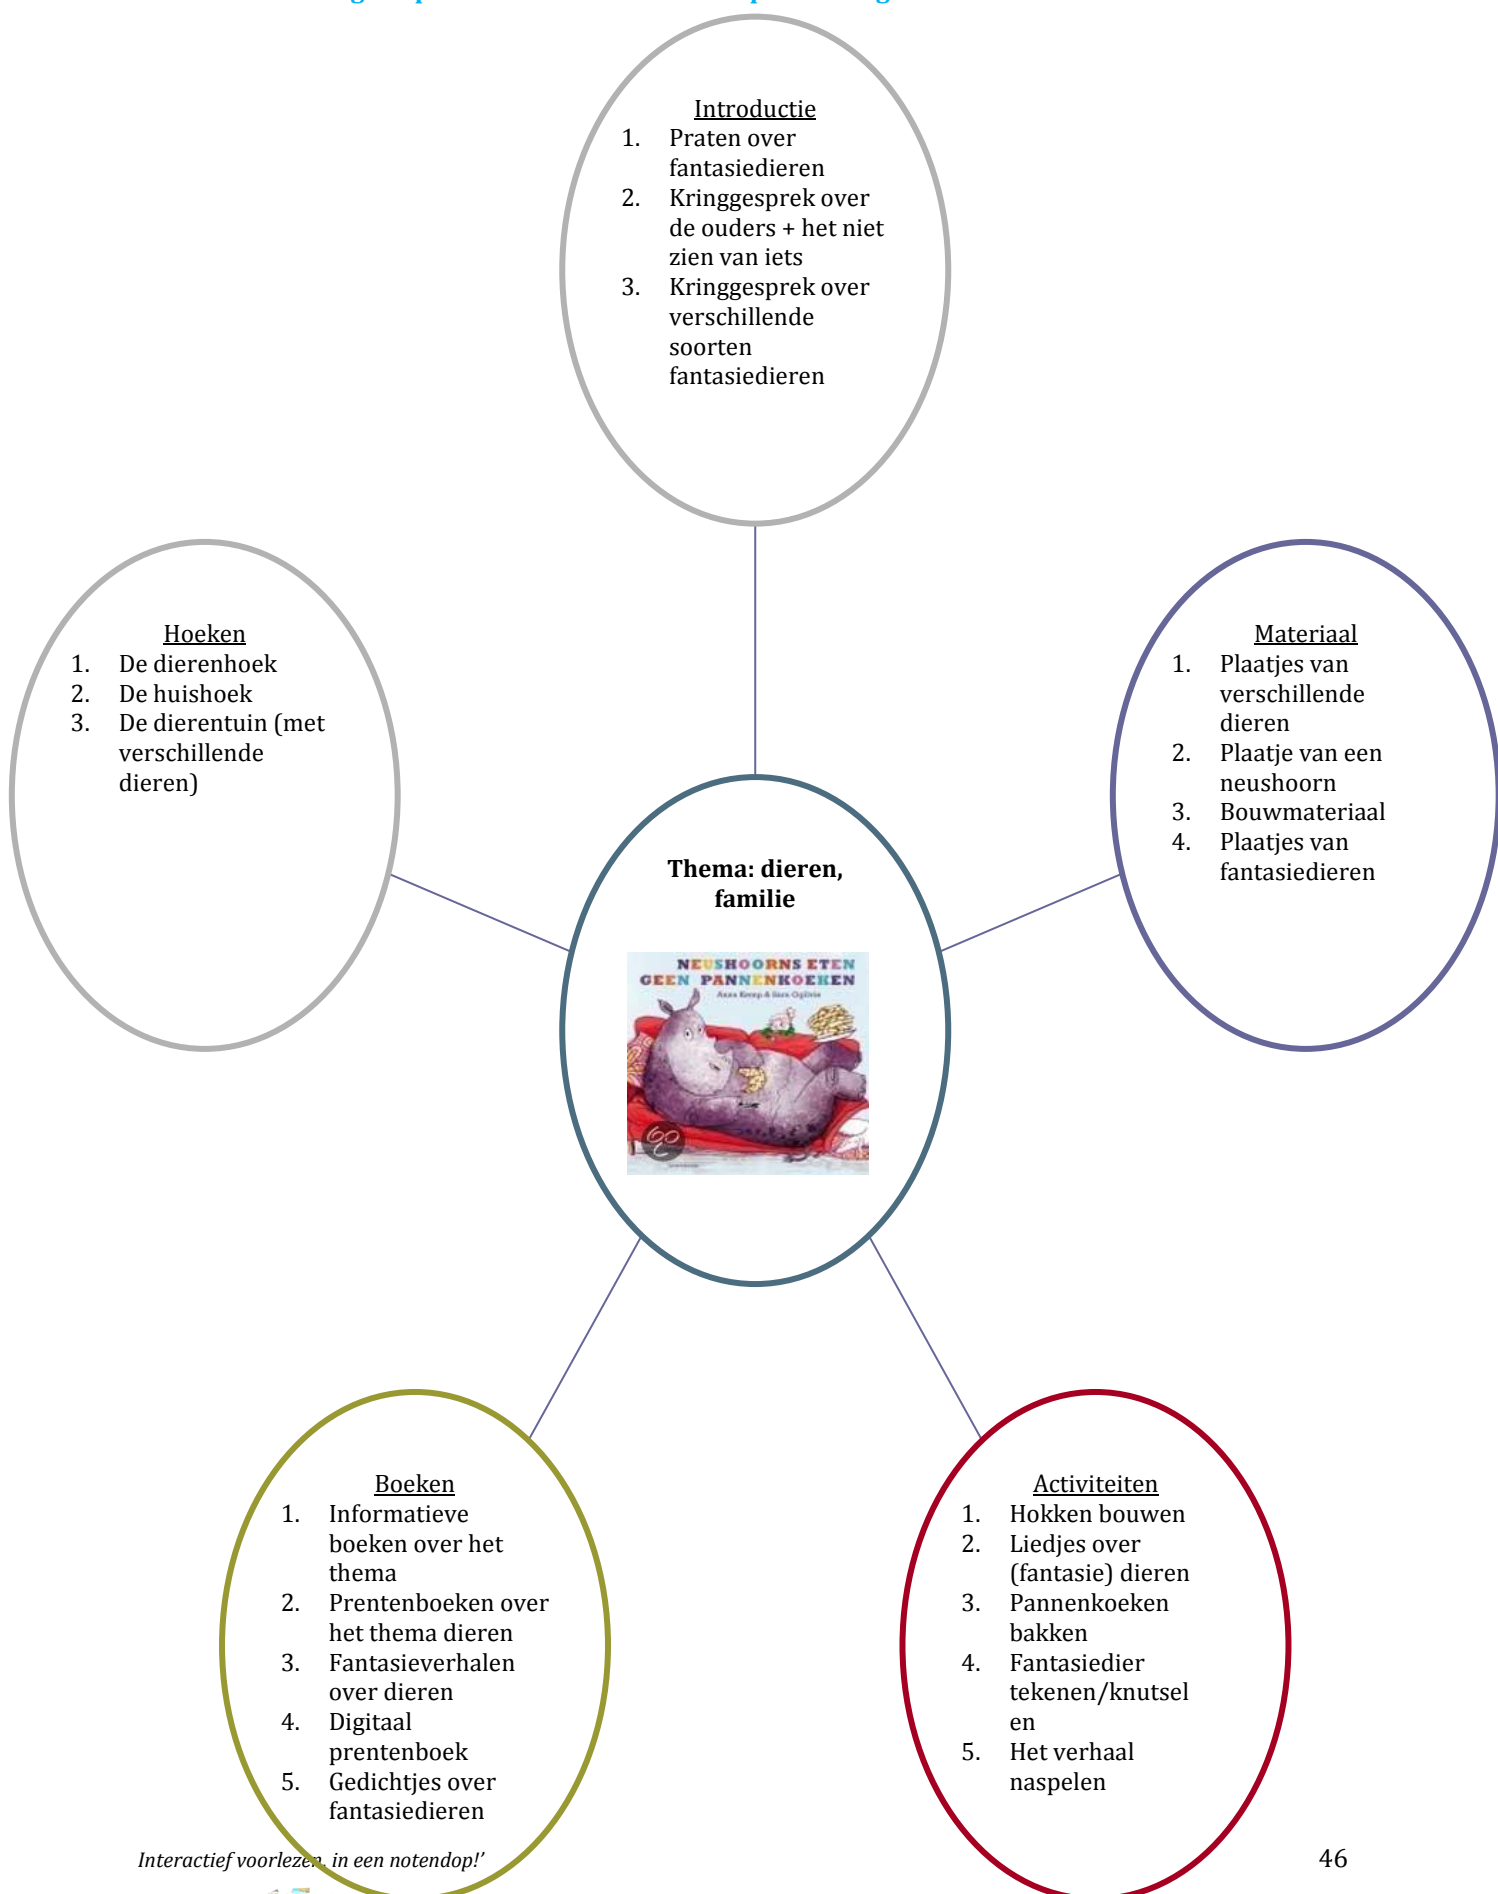 Introductie
1. Praten over
fantasiedieren
2. Kringgesprek over
de ouders + het niet
zien van iets
3. Kringgesprek over
verschillende
soorten
fantasiedieren
Hoeken
1. De dierenhoek
2. De huishoek
3. De dierentuin (met
verschillende
dieren)
Materiaal
1. Plaatjes van
verschillende
dieren
2. Plaatje van een
neushoorn
3. Bouwmateriaal
4. Plaatjes van
fantasiedieren
Thema: dieren,
familie
NEUSHOORNS ETEN
GEEN PANNENKOEKEN
Anna Kemp & Sara Ogilvie
Boeken
1. Informatieve
boeken over het
thema
2. Prentenboeken over
het thema dieren
3. Fantasieverhalen
over dieren
4. Digitaal
prentenboek
5. Gedichtjes over
fantasiedieren
Activiteiten
1. Hokken bouwen
2. Liedjes over
(fantasie) dieren
3. Pannenkoeken
bakken
4. Fantasiedier
tekenen/knutsel
en
5. Het verhaal
naspelen
Interactief voorlezen, in een notendop!’
46